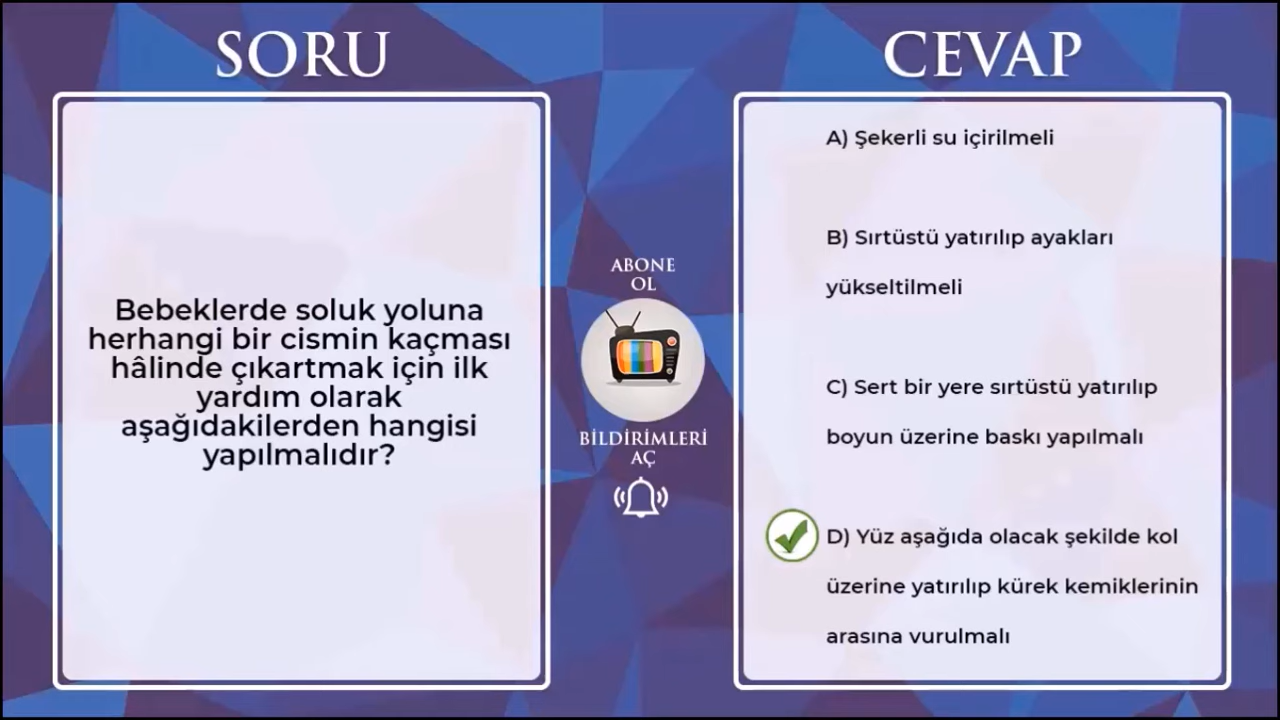 SORU
Bebeklerde soluk yoluna
herhangi bir cismin kaçması
hâlinde çıkartmak için ilk
yardım olarak
aşağıdakilerden hangisi
yapılmalıdır?
ABONE
OL
BİLDİRİMLERİ
AÇ
CEVAP
A) Şekerli su içirilmeli
B) Sırtüstü yatırılıp ayakları
yükseltilmeli
C) Sert bir yere sırtüstü yatırılıp
boyun üzerine baskı yapılmalı
D) Yüz aşağıda olacak şekilde kol
üzerine yatırılıp kürek kemiklerinin
arasına vurulmalı